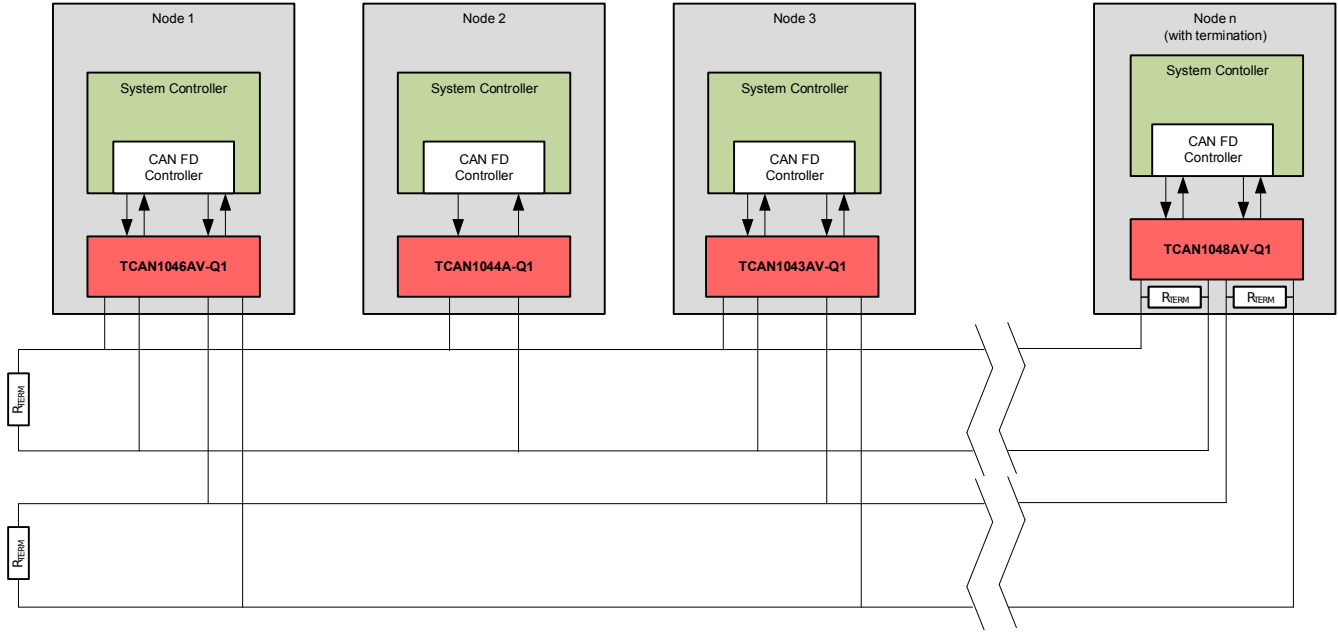 Node 1
System Controller
CAN FD
Controller
TCAN1046AV-Q1
Node 2
System Controller
CAN FD
Controller
TCAN1044A-Q1
Node 3
System Controller
CAN FD
Controller
TCAN1043AV-Q1
Node n
(with termination)
System Contoller
CAN FD
Controller
TCAN1048AV-Q1
RTERM
RTERM
RTERM
RTERM